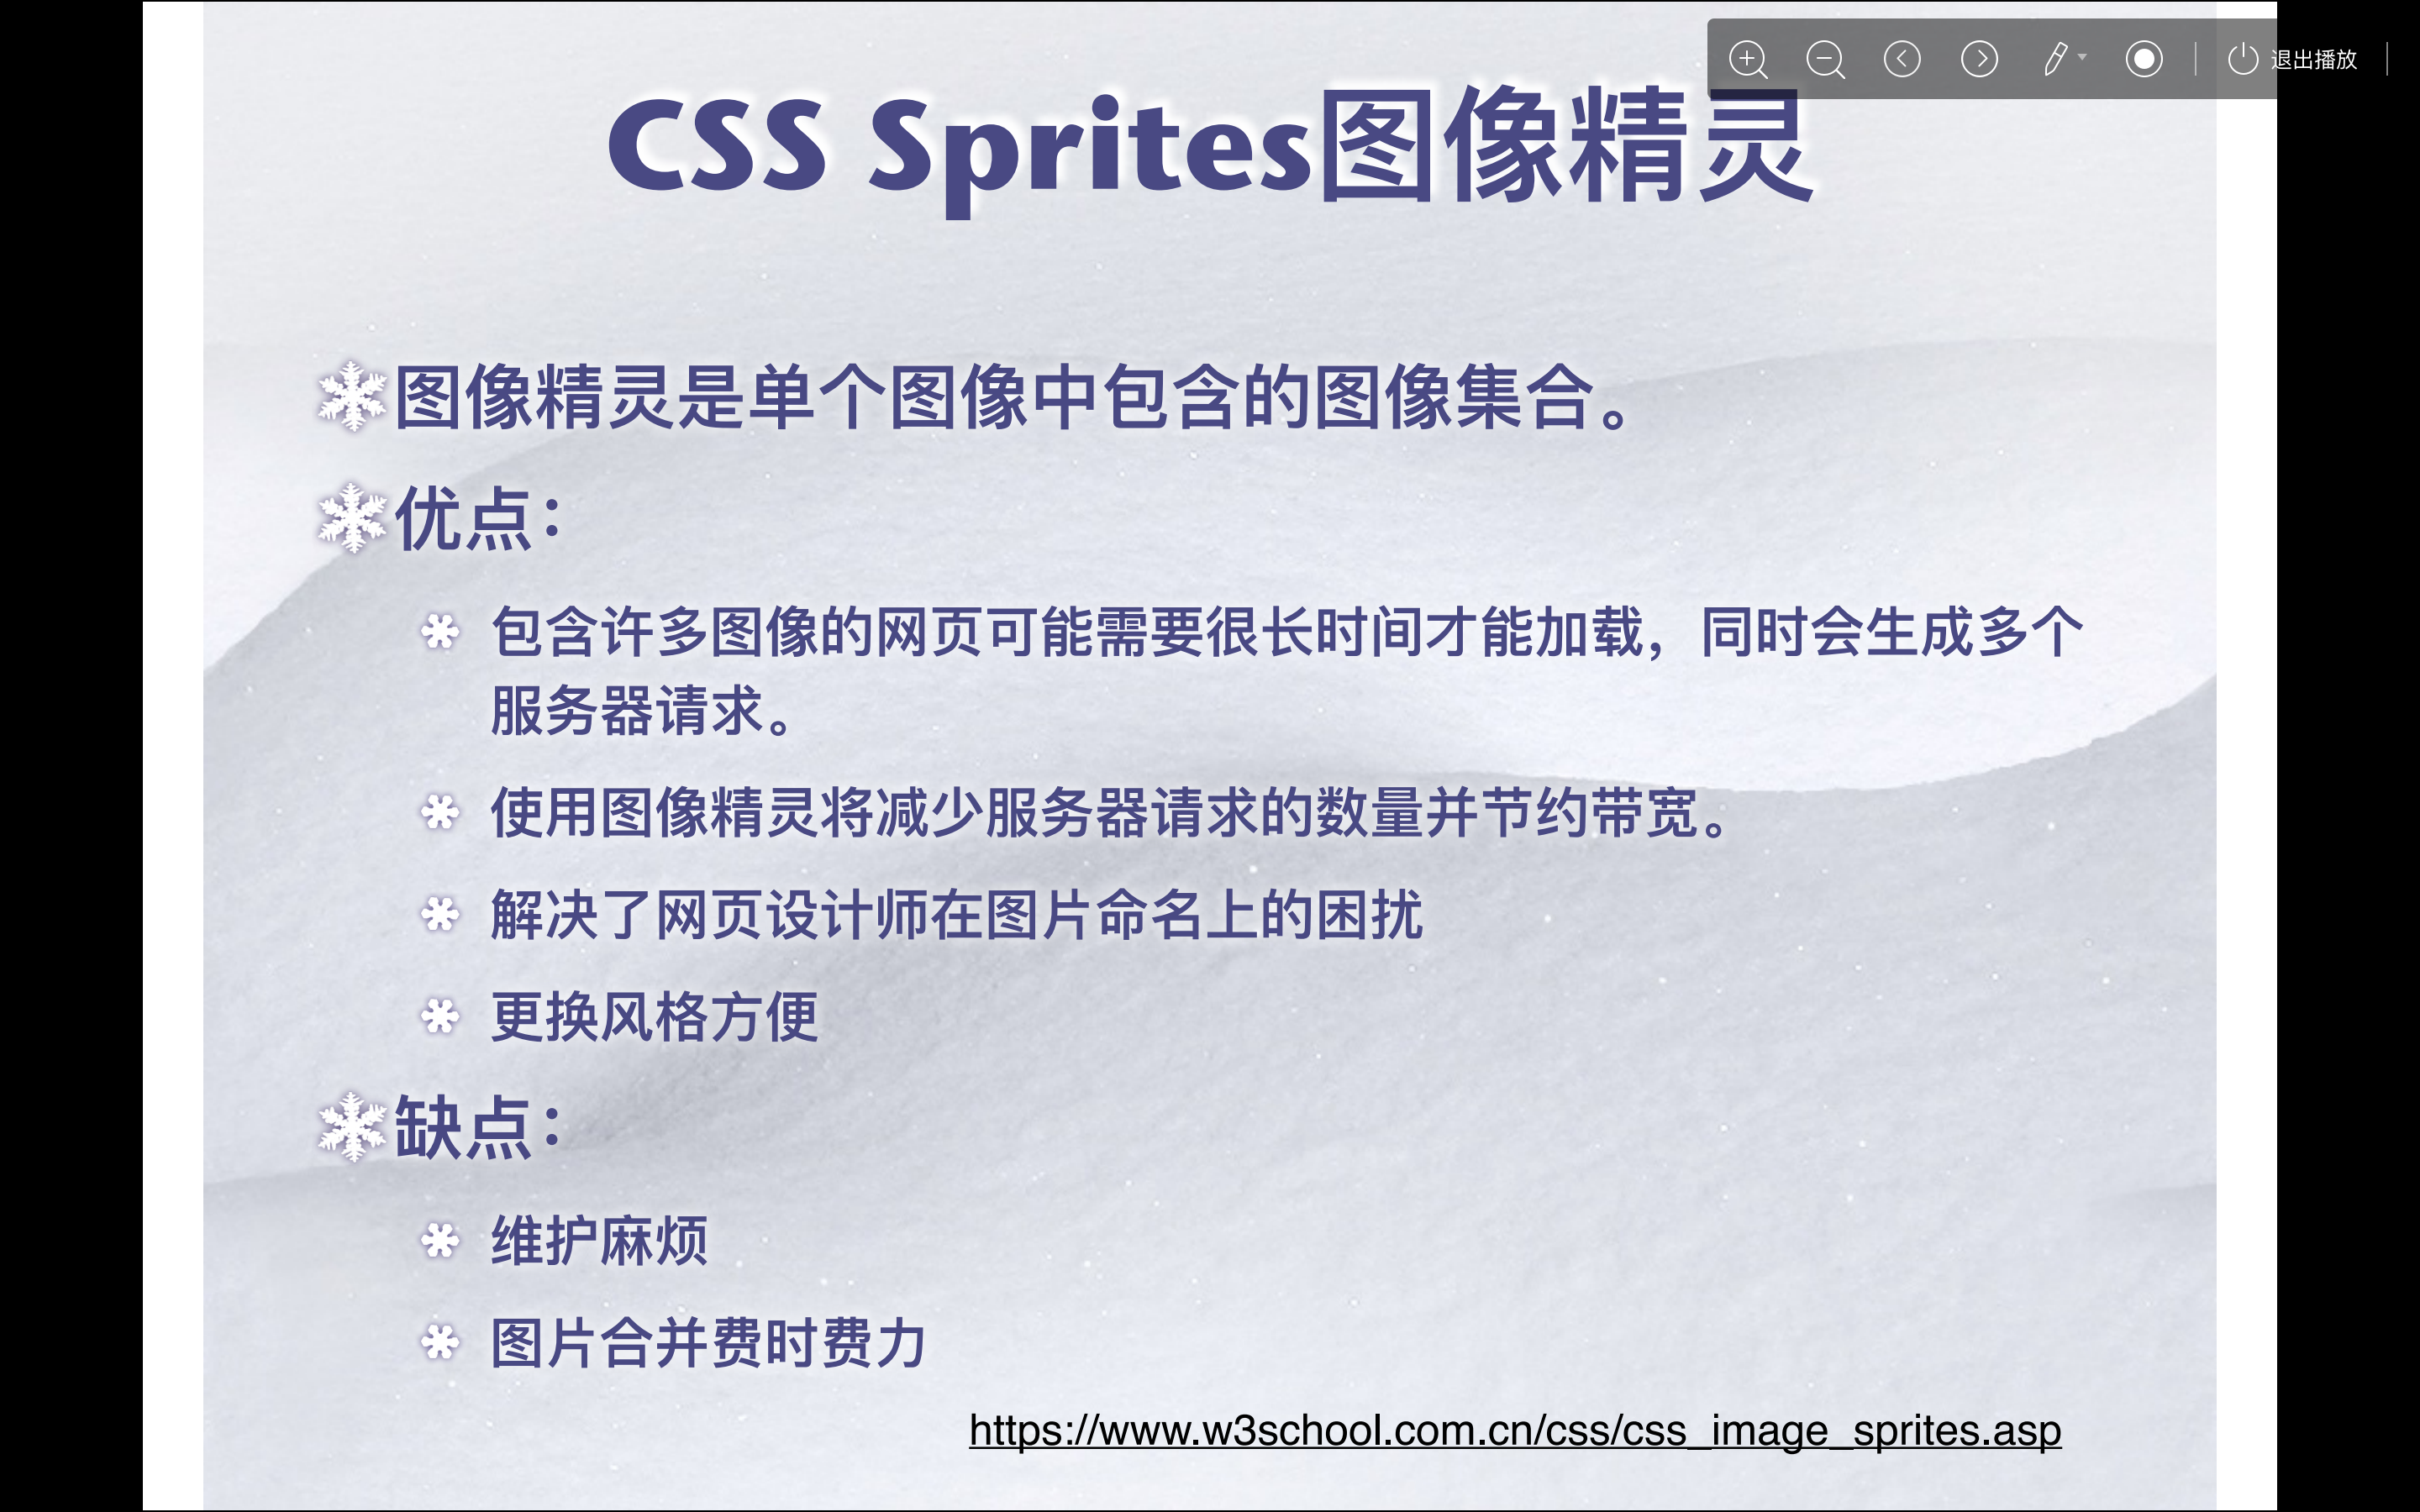 退出播放
CSS Sprites图像精灵
图像精灵是单个图像中包含的图像集合。
优点：
包含许多图像的网页可能需要很长时间才能加载，同时会生成多个
服务器请求。
使用图像精灵将减少服务器请求的数量并节约带宽。
解决了网页设计师在图片命名上的困扰
更换风格方便
缺点：
维护麻烦
图片合并费时费力
https://www.w3school.com.cn/css/css_image_sprites.asp